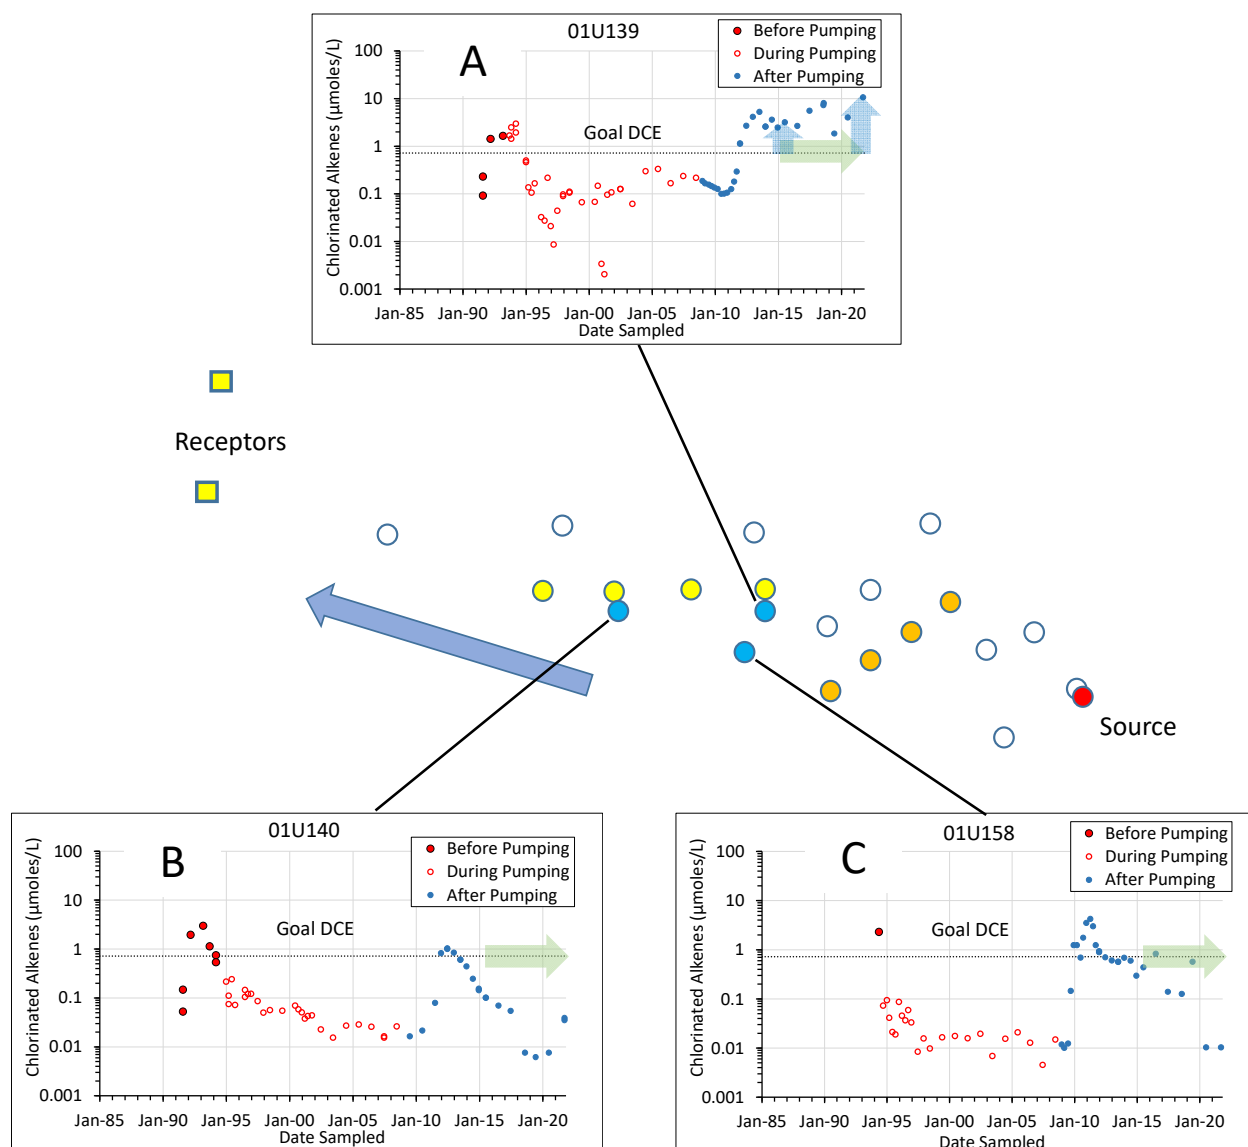 01U139
A
Before Pumping
During Pumping
After Pumping
Goal DCE
Chlorinated Alkenes (µmoles/L)
100
10
1
0.1
0.01
0.001
Jan-85 Jan-90 Jan-95 Jan-00 Jan-05 Jan-10 Jan-15 Jan-20
Date Sampled
Receptors
Source
01U140
B
Before Pumping
During Pumping
After Pumping
Goal DCE
Chlorinated Alkenes (µmoles/L)
100
10
1
0.1
0.01
0.001
Jan-85 Jan-90 Jan-95 Jan-00 Jan-05 Jan-10 Jan-15 Jan-20
Date Sampled
01U158
C
Before Pumping
During Pumping
After Pumping
Goal DCE
Chlorinated Alkenes (µmoles/L)
100
10
1
0.1
0.01
0.001
Jan-85 Jan-90 Jan-95 Jan-00 Jan-05 Jan-10 Jan-15 Jan-20
Date Sampled